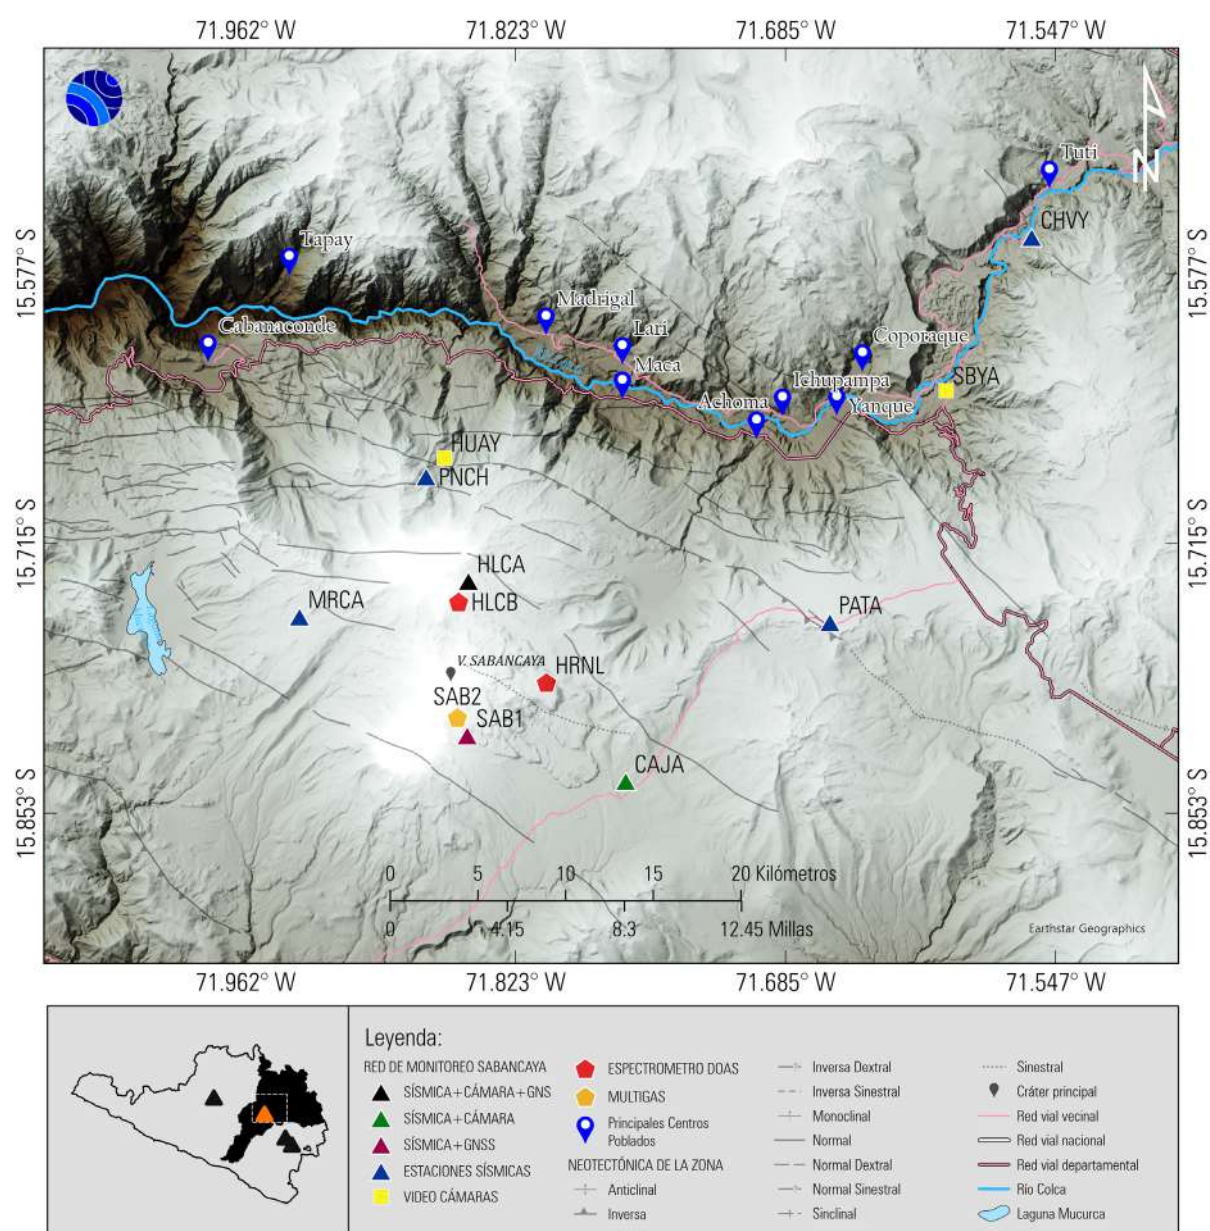 71.962° W
71.823° W
71.685° W
71.547° W
Tuti
CHVY
15.577° S
15.577° S
Tapay
Madrigal
Cabanaconde
Lari
Coporaque
Maca
SBYA
Ichupampa
Achoma
Yanque
HUAY
PNCH
15.715° S
15.715° S
HLCA
HLCB
MRCA
PATA
V. SABANCAYA
HRNL
SAB2
SAB1
CAJA
15.853° S
15.853° S
0 5 10 15 20 Kilómetros
0 4.15 8.3 12.45 Millas
Earthstar Geographics
71.962° W
71.823° W
71.685° W
71.547° W
Leyenda:
RED DE MONITOREO SABANCAYA
SÍSMICA+CÁMARA+GNS
SÍSMICA+CÁMARA
SÍSMICA+GNSS
ESTACIONES SÍSMICAS
VIDEO CÁMARAS
ESPECTROMETRO DOAS
MULTIGAS
Principales Centros
Poblados
NEOTECTÓNICA DE LA ZONA
Anticlinal
Inversa
Inversa Dextral
Inversa Sinestral
Monoclinal
Normal
Normal Dextral
Normal Sinestral
Sinclinal
Sinestral
Cráter principal
Red vial vecinal
Red vial nacional
Red vial departamental
Río Colca
Laguna Mucurca